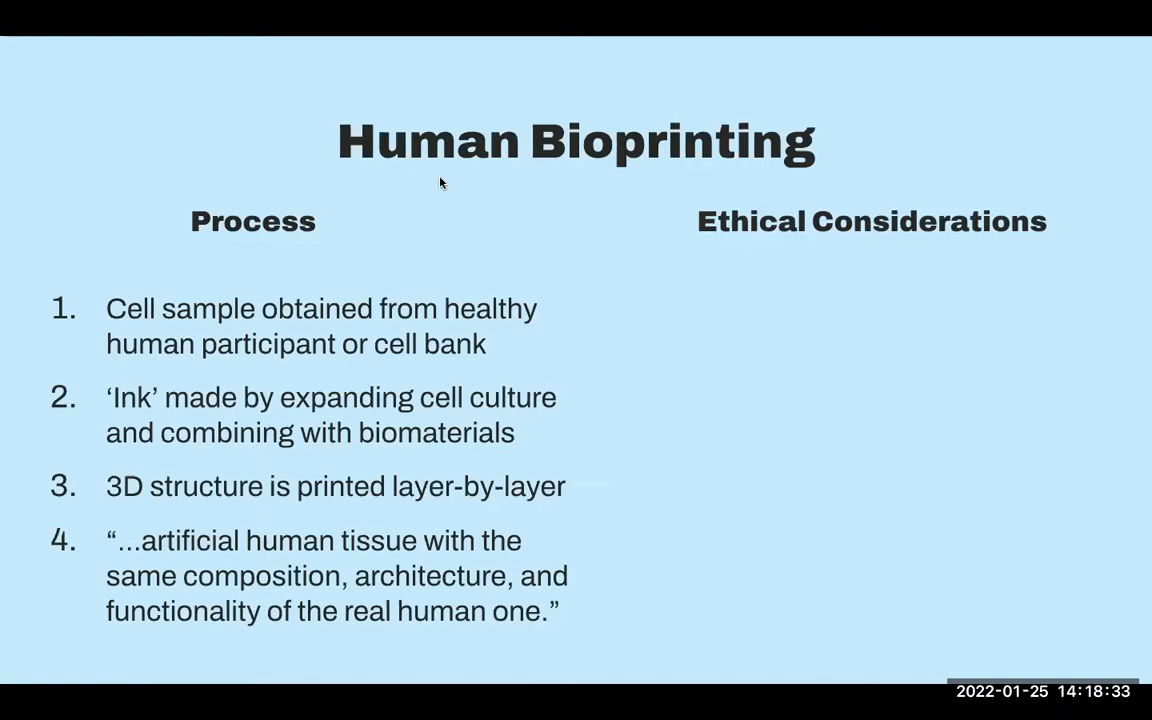 Human Bioprinting
Process
Ethical Considerations
1. Cell sample obtained from healthy
human participant or cell bank
2. ‘Ink’ made by expanding cell culture
and combining with biomaterials
3. 3D structure is printed layer-by-layer
4. “...artificial human tissue with the
same composition, architecture, and
functionality of the real human one.”
2022-01-25 14:18:33